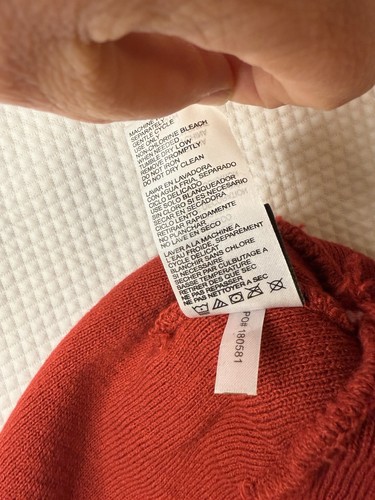 MACHINE
SEPARATELY
GENTLE CYCLE
USE ONLY
NON-CHLORINE BLEACH
WHEN NEEDED
TUMBLE DRY LOW
REMOVE PROMPTLY
DO NOT IRON
DO NOT DRY CLEAN
LAVAR EN LAVADORA
CON AGUA FRIA, SEPARADO
CICLO DELICADO
USE SOLO BLANQUEADOR
SIN CLORO SI ES NECESARIO
SECAR EN SECADORA
CICLO LENTO
RETIRAR RAPIDAMENTE
NO PLANCHAR
NO LAVE EN SECO
LAVER A LA MACHINE A
L'EAU FROIDE, SEPAREMENT
CYCLE DELICAT
BLANCHIR SANS CHLORE
SI NECESSAIRE
SECHER PAR CULBUTAGE A
BASSE TEMPERATURE
RETIRER DES QUE SEC
NE PAS REPASSER
NE PAS NETTOYER A SEC
PO# 180581